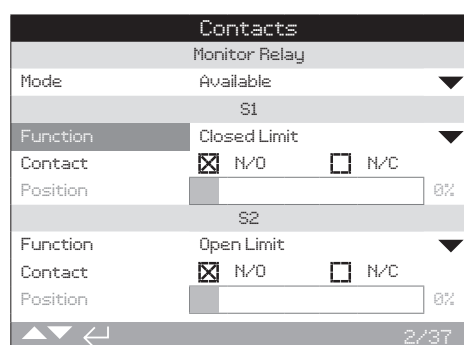 Contacts
Monitor Relay
Mode Available
S1
Function Closed Limit
Contact N/O N/C
Position 0%
S2
Function Open Limit
Contact N/O N/C
Position 0%
2/37